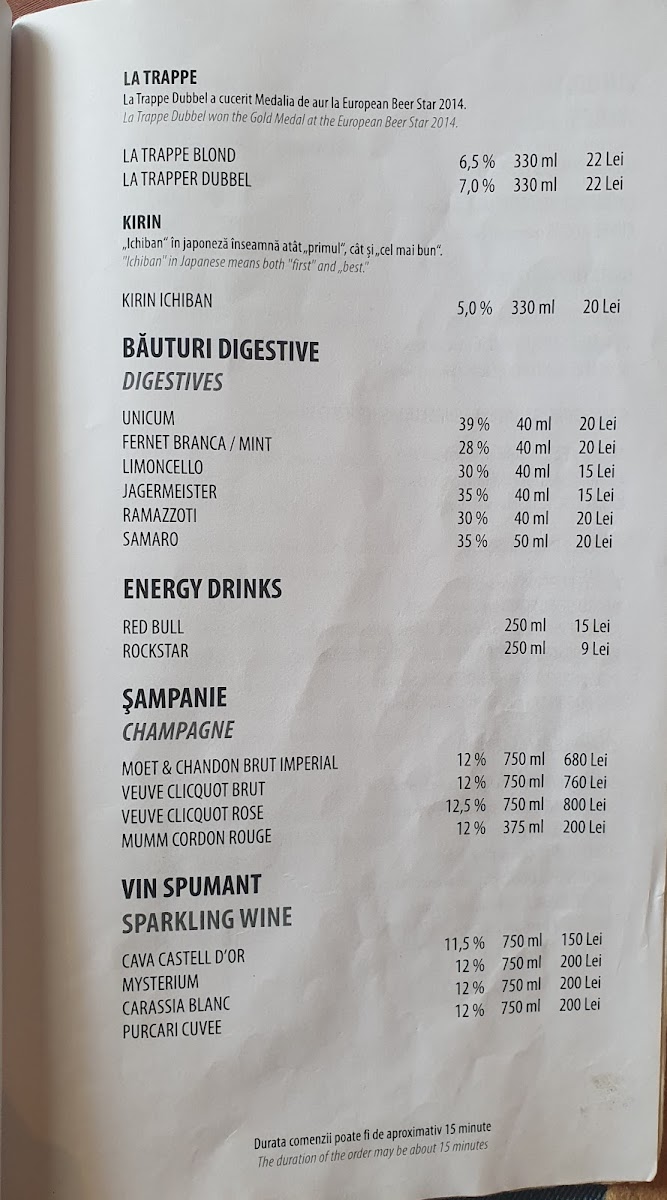 LA TRAPPE
La Trappe Dubbel a cucerit Medalia de aur la European Beer Star 2014.
La Trappe Dubbel won the Gold Medal at the European Beer Star 2014.
LA TRAPPE BLOND 6,5 % 330 ml 22 Lei
LA TRAPPER DUBBEL 7,0 % 330 ml 22 Lei
KIRIN
„Ichiban“ în japoneză înseamnă atât „primul“, cât și „cel mai bun“.
"Ichiban" in Japanese means both "first" and „best."
KIRIN ICHIBAN 5,0 % 330 ml 20 Lei
BĂUTURI DIGESTIVE
DIGESTIVES
UNICUM 39 % 40 ml 20 Lei
FERNET BRANCA / MINT 28 % 40 ml 20 Lei
LIMONCELLO 30 % 40 ml 15 Lei
JAGERMEISTER 35 % 40 ml 15 Lei
RAMAZZOTI 30 % 40 ml 20 Lei
SAMARO 35 % 50 ml 20 Lei
ENERGY DRINKS
RED BULL 250 ml 15 Lei
ROCKSTAR 250 ml 9 Lei
ŞAMPANIE
CHAMPAGNE
MOET & CHANDON BRUT IMPERIAL 12 % 750 ml 680 Lei
VEUVE CLICQUOT BRUT 12 % 750 ml 760 Lei
VEUVE CLICQUOT ROSE 12,5 % 750 ml 800 Lei
MUMM CORDON ROUGE 12 % 375 ml 200 Lei
VIN SPUMANT
SPARKLING WINE
CAVA CASTELL D'OR 11,5 % 750 ml 150 Lei
MYSTERIUM 12 % 750 ml 200 Lei
CARASSIA BLANC 12 % 750 ml 200 Lei
PURCARI CUVEE 12 % 750 ml 200 Lei
Durata comenzii poate fi de aproximativ 15 minute
The duration of the order may be about 15 minutes